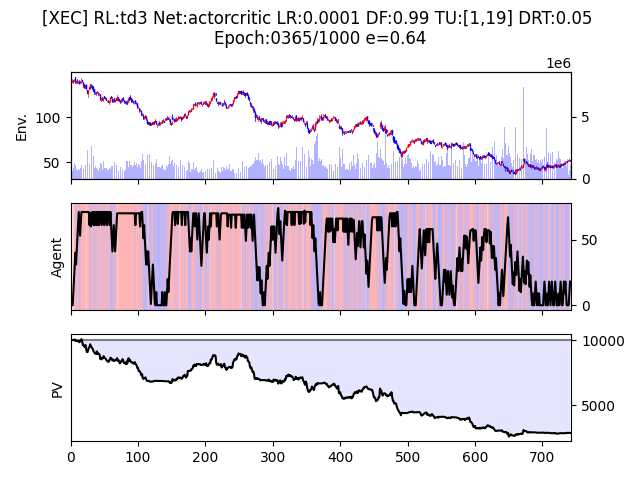 [XEC] RL:td3 Net:actorcritic LR:0.0001 DF:0.99 TU:[1,19] DRT:0.05
Epoch:0365/1000 e=0.64
1e6
Env.
100
50
5
0
Agent
50
0
PV
10000
5000
0 100 200 300 400 500 600 700